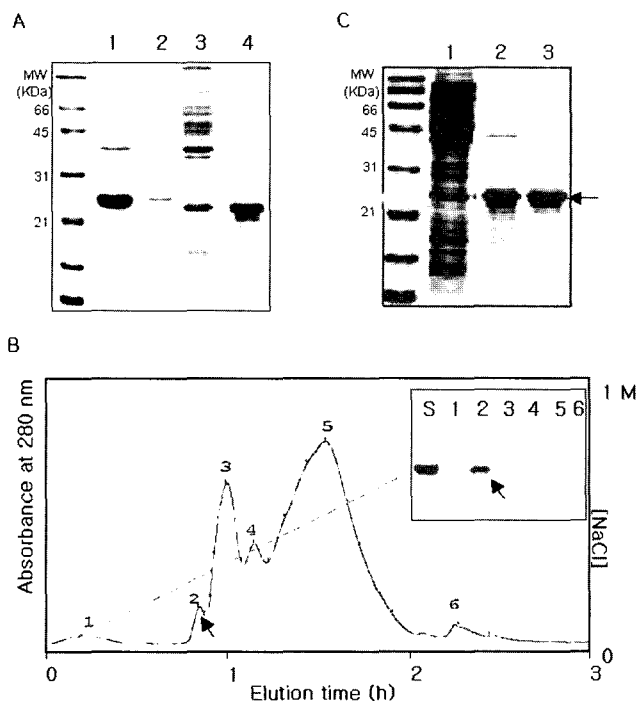 A
1 2 3 4
MW
(KDa)
66
45
31
21
C
1 2 3
MW
(KDa)
66
45
31
21
B
Absorbance at 280 nm
1 M
[NaCl]
0
S 1 2 3 4 5 6
1
2
3
4
5
6
0 1 2 3
Elution time (h)